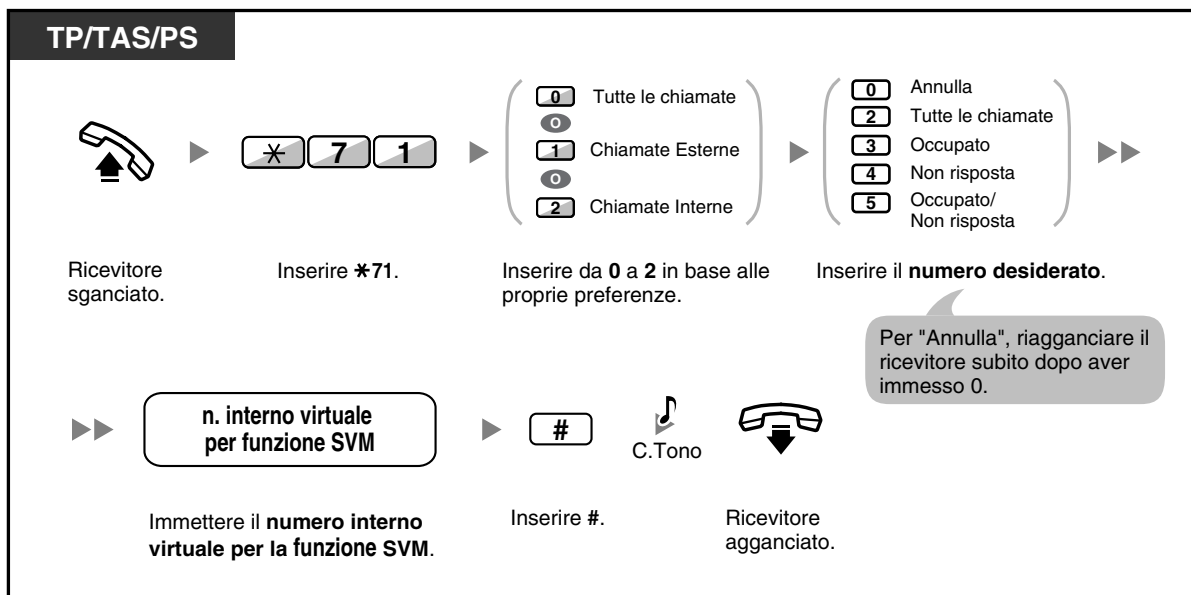 TP/TAS/PS
0 Tutte le chiamate
O
1 Chiamate Esterne
O
2 Chiamate Interne
0 Annulla
2 Tutte le chiamate
3 Occupato
4 Non risposta
5 Occupato/
Non risposta
* 7 1
Ricevitore
sganciato.
Inserire *71.
Inserire da 0 a 2 in base alle
proprie preferenze.
Inserire il numero desiderato.
Per "Annulla", riagganciare il
ricevitore subito dopo aver
immesso 0.
n. interno virtuale
per funzione SVM
#
C.Tono
Immettere il numero interno
virtuale per la funzione SVM.
Inserire #.
Ricevitore
agganciato.